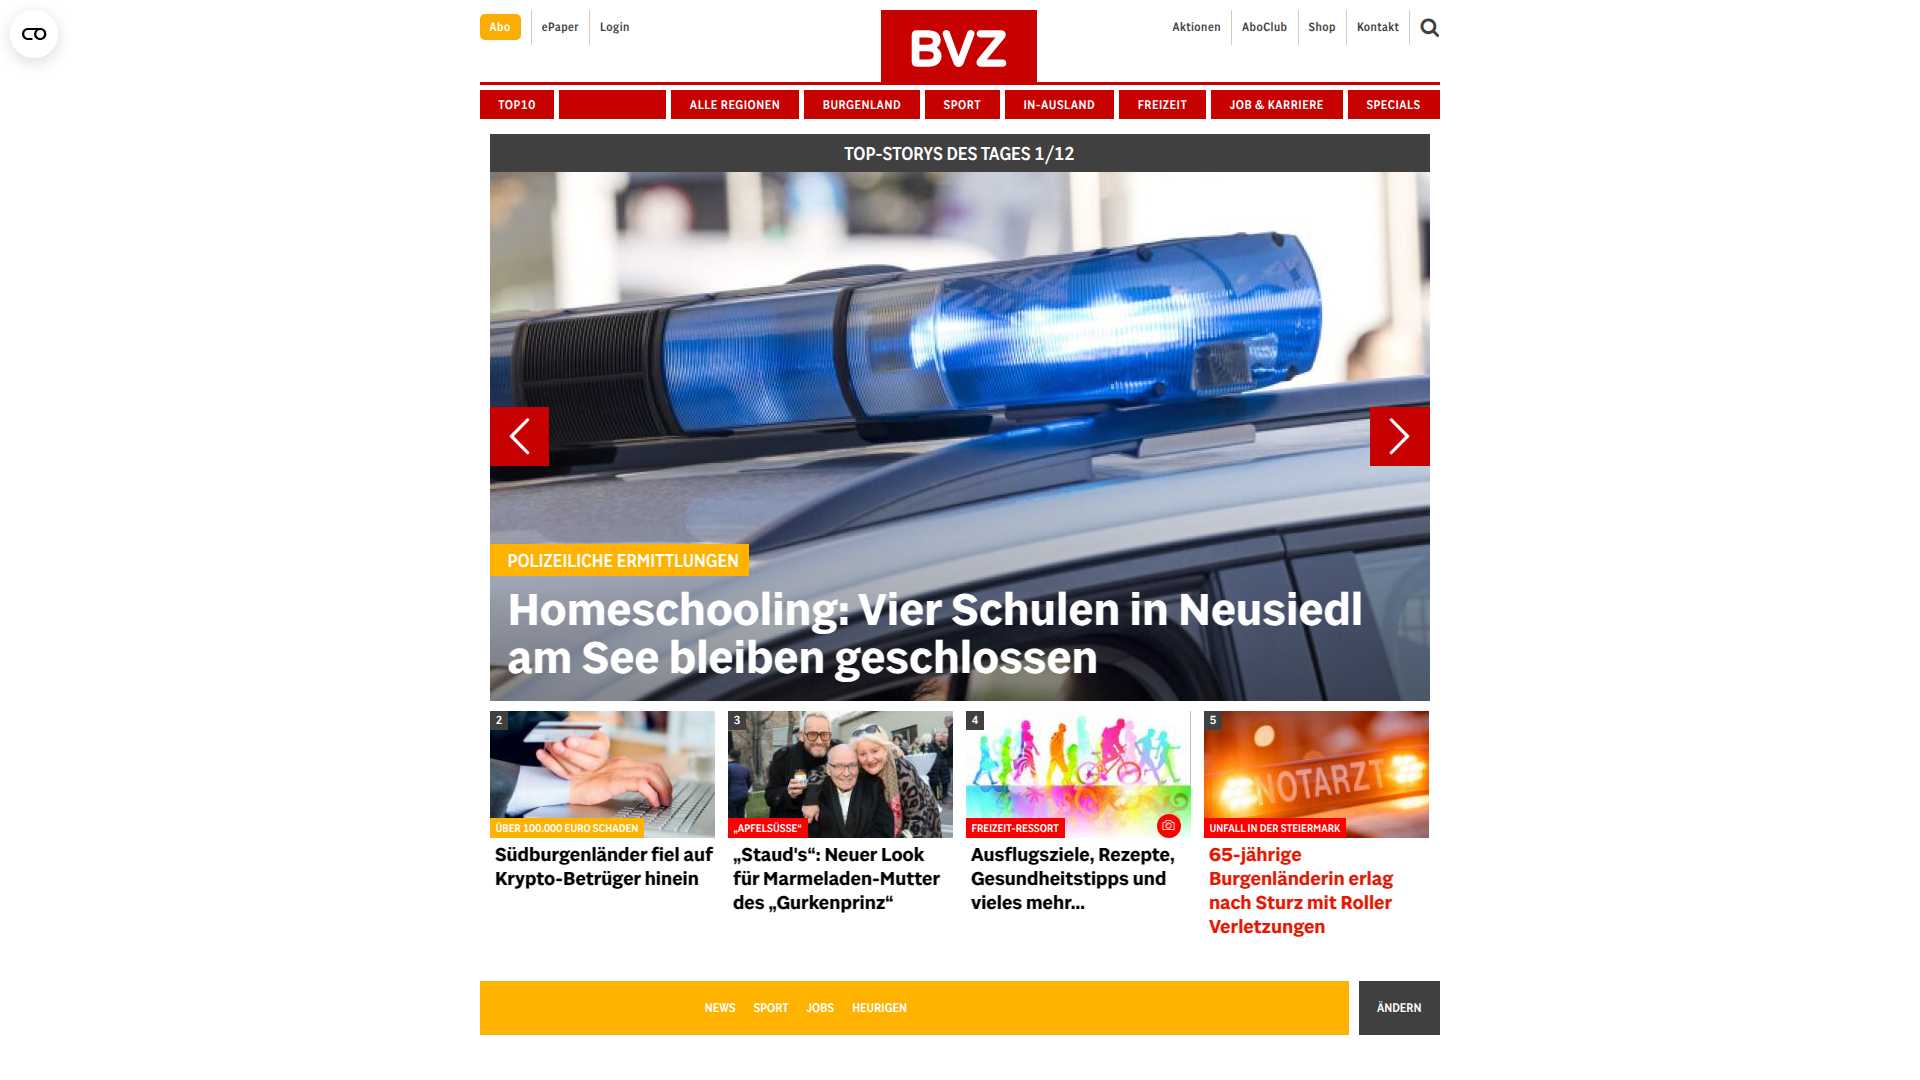 Abo
ePaper
Login
BVZ
Aktionen
AboClub
Shop
Kontakt
TOP10
ALLE REGIONEN
BURGENLAND
SPORT
IN-AUSLAND
FREIZEIT
JOB & KARRIERE
SPECIALS
TOP-STORYS DES TAGES 1/12
POLIZEILICHE ERMITTLUNGEN
Homeschooling: Vier Schulen in Neusiedl
am See bleiben geschlossen
2
ÜBER 100.000 EURO SCHADEN
Südburgenländer fiel auf
Krypto-Betrüger hinein
3
„APFELSÜSSE“
„Staud's“: Neuer Look
für Marmeladen-Mutter
des „Gurkenprinz“
4
FREIZEIT-RESSORT
Ausflugsziele, Rezepte,
Gesundheitstipps und
vieles mehr...
5
NOTARZT
UNFALL IN DER STEIERMARK
65-jährige
Burgenländerin erlag
nach Sturz mit Roller
Verletzungen
NEWS
SPORT
JOBS
HEURIGEN
ÄNDERN